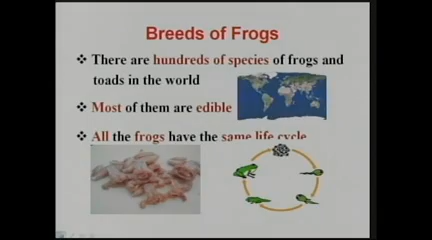 Breeds of Frogs
❖ There are hundreds of species of frogs and
toads in the world
❖ Most of them are edible
❖ All the frogs have the same life cycle